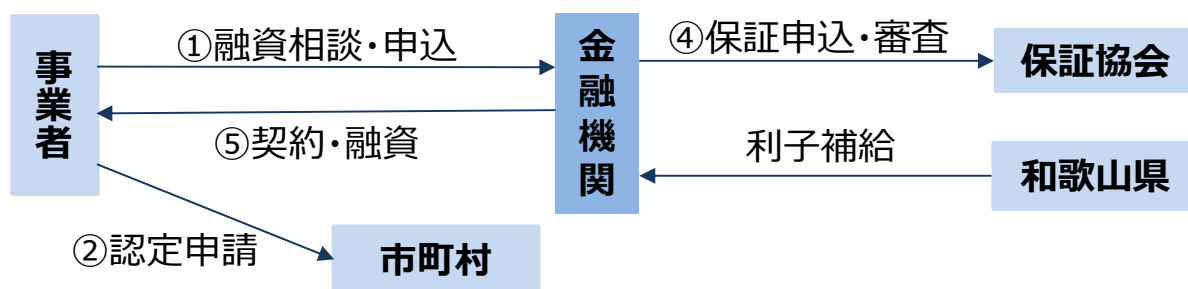 ①融資相談・申込
④保証申込・審査
事業者
金融機関
保証協会
⑤契約・融資
利子補給
和歌山県
②認定申請
市町村